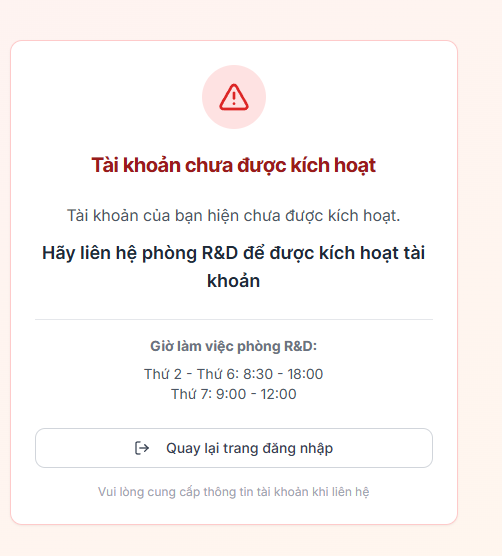 Tài khoản chưa được kích hoạt
Tài khoản của bạn hiện chưa được kích hoạt.
Hãy liên hệ phòng R&D để được kích hoạt tài
khoản
Giờ làm việc phòng R&D:
Thứ 2 - Thứ 6: 8:30 - 18:00
Thứ 7: 9:00 - 12:00
Quay lại trang đăng nhập
Vui lòng cung cấp thông tin tài khoản khi liên hệ